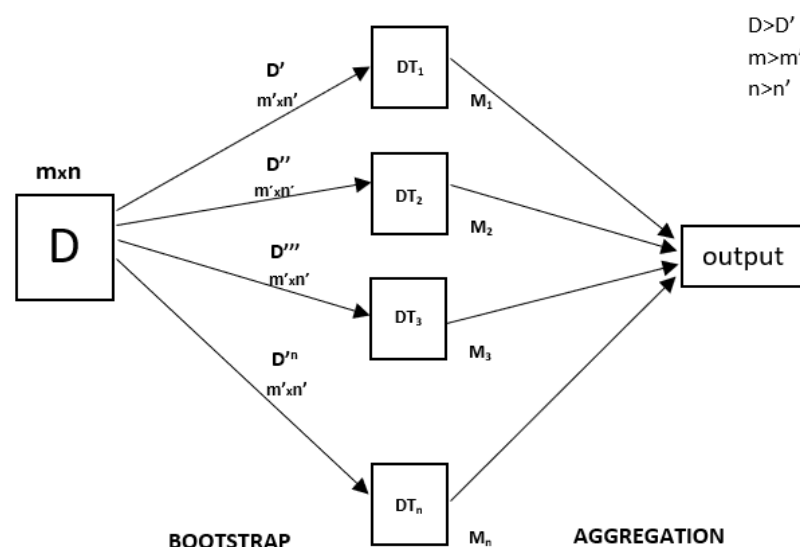 D>D'
m>m'
n>n'
D'
m'xn'
DT₁
M₁
mxn
D
D''
m'xn'
DT₂
M₂
output
D'''
m'xn'
DT₃
M₃
D'ⁿ
m'xn'
DTₙ
Mₙ
BOOTSTRAP
AGGREGATION